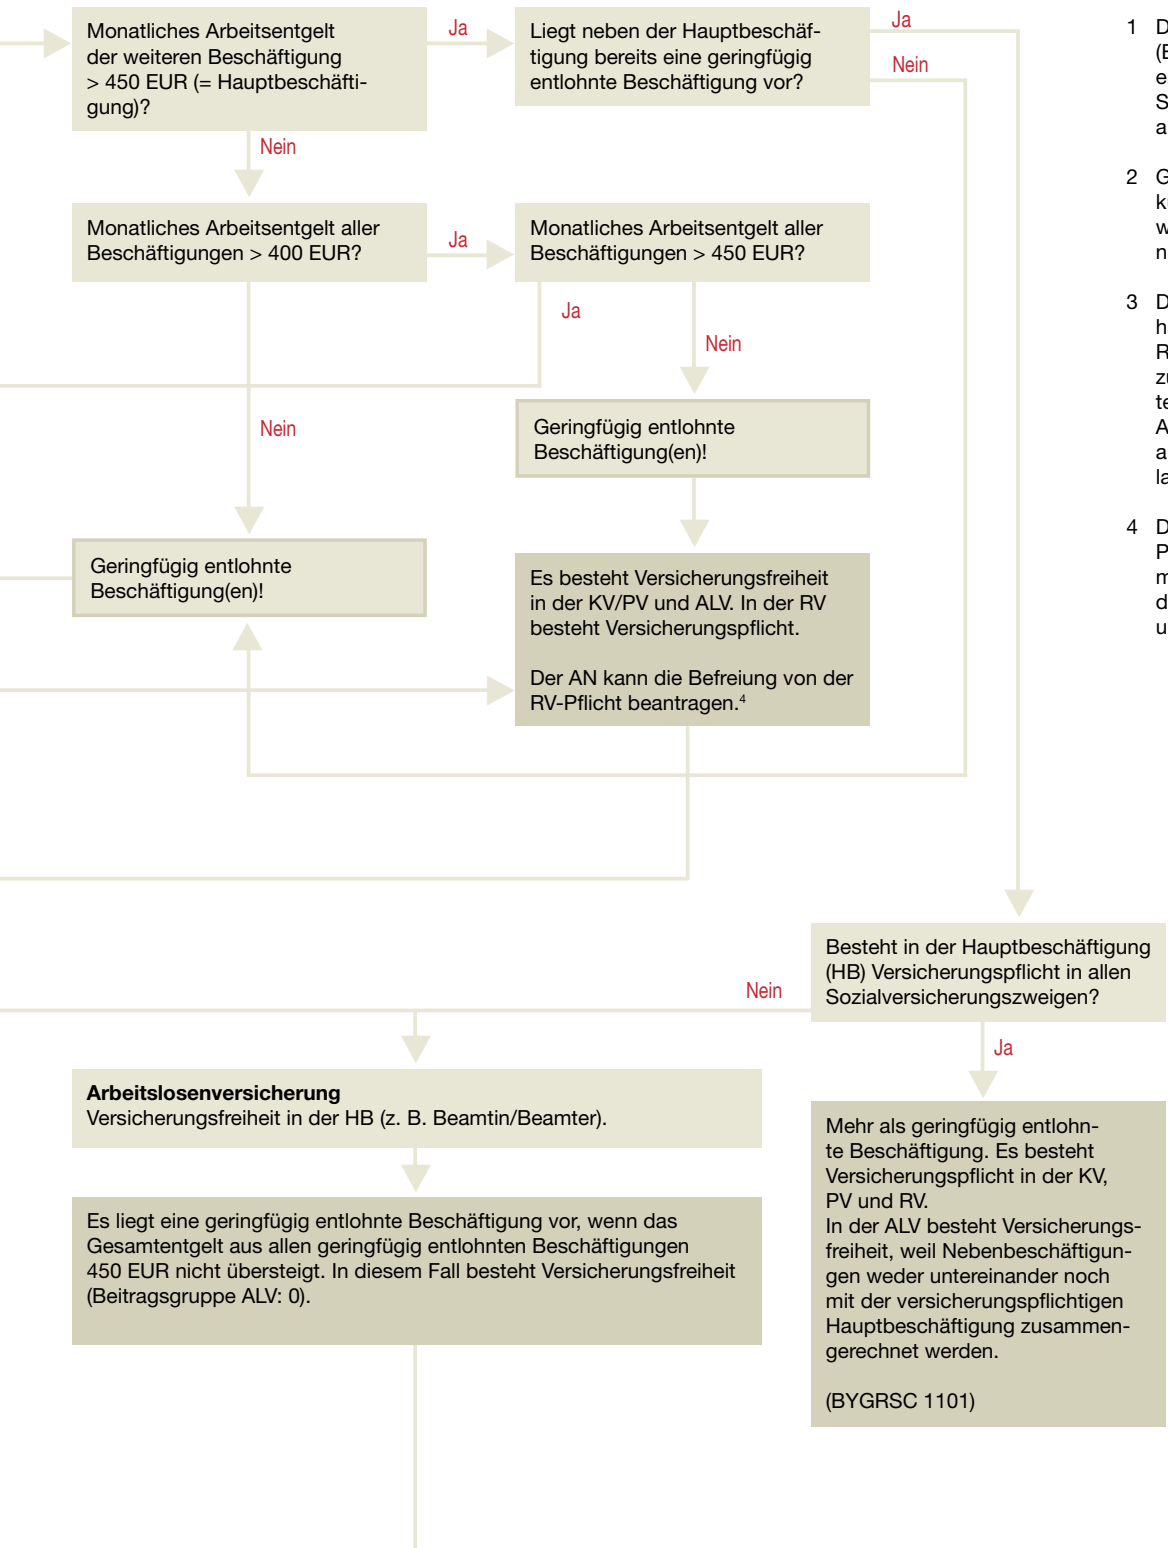 Monatliches Arbeitsentgelt
der weiteren Beschäftigung
> 450 EUR (= Hauptbeschäfti-
gung)?
Ja
Liegt neben der Hauptbeschäf-
tigung bereits eine geringfügig
entlohnte Beschäftigung vor?
Ja
Nein
Nein
Monatliches Arbeitsentgelt aller
Beschäftigungen > 400 EUR?
Ja
Monatliches Arbeitsentgelt aller
Beschäftigungen > 450 EUR?
Ja
Nein
Nein
Geringfügig entlohnte
Beschäftigung(en)!
Geringfügig entlohnte
Beschäftigung(en)!
Es besteht Versicherungsfreiheit
in der KV/PV und ALV. In der RV
besteht Versicherungspflicht.
Der AN kann die Befreiung von der
RV-Pflicht beantragen.4
Besteht in der Hauptbeschäftigung
(HB) Versicherungspflicht in allen
Sozialversicherungszweigen?
Nein
Ja
Arbeitslosenversicherung
Versicherungsfreiheit in der HB (z. B. Beamtin/Beamter).
Es liegt eine geringfügig entlohnte Beschäftigung vor, wenn das
Gesamtentgelt aus allen geringfügig entlohnten Beschäftigungen
450 EUR nicht übersteigt. In diesem Fall besteht Versicherungsfreiheit
(Beitragsgruppe ALV: 0).
Mehr als geringfügig entlohn-
te Beschäftigung. Es besteht
Versicherungspflicht in der KV,
PV und RV.
In der ALV besteht Versicherungs-
freiheit, weil Nebenbeschäftigun-
gen weder untereinander noch
mit der versicherungspflichtigen
Hauptbeschäftigung zusammen-
gerechnet werden.
(BYGRSC 1101)
1
2
3
4